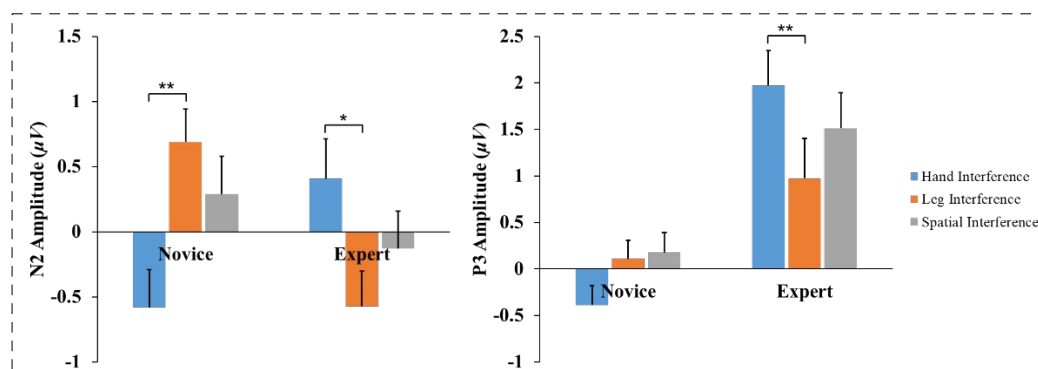 N2 Amplitude (μV)
1.5
1
0.5
0
-0.5
-1
**
*
Novice
Expert
P3 Amplitude (μV)
2.5
2
1.5
1
0.5
0
-0.5
-1
**
Novice
Expert
Hand Interference
Leg Interference
Spatial Interference